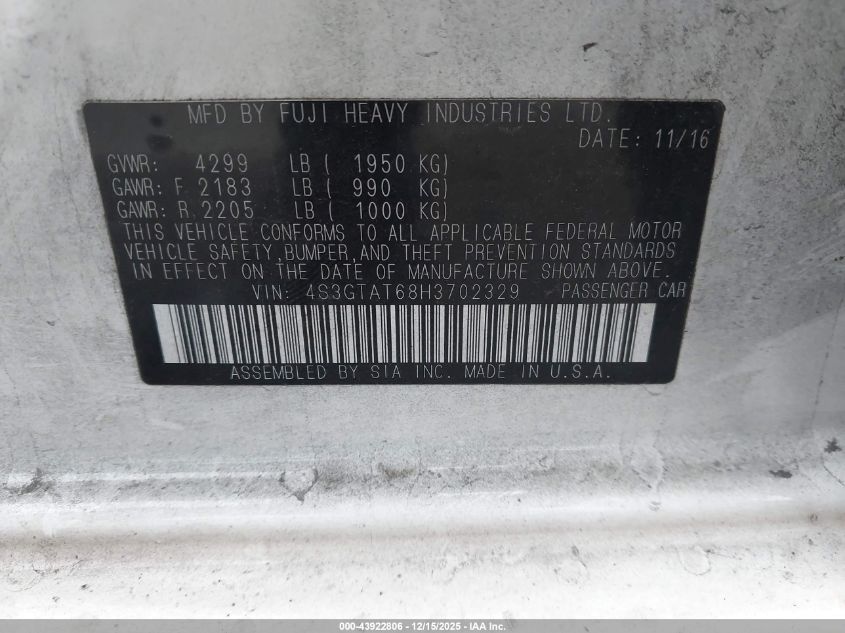 MFD BY FUJI HEAVY INDUSTRIES LTD.
DATE: 11/16
GVWR: 4299 LB ( 1950 KG)
GAWR: F. 2183 LB ( 990 KG)
GAWR: R. 2205 LB ( 1000 KG)
THIS VEHICLE CONFORMS TO ALL APPLICABLE FEDERAL MOTOR
VEHICLE SAFETY, BUMPER, AND THEFT PREVENTION STANDARDS
IN EFFECT ON THE DATE OF MANUFACTURE SHOWN ABOVE.
VIN: 4S3GTAT68H3702329 PASSENGER CAR
ASSEMBLED BY SIA INC. MADE IN U.S.A.
000-43922806 - 12/15/2025 - IAA Inc.